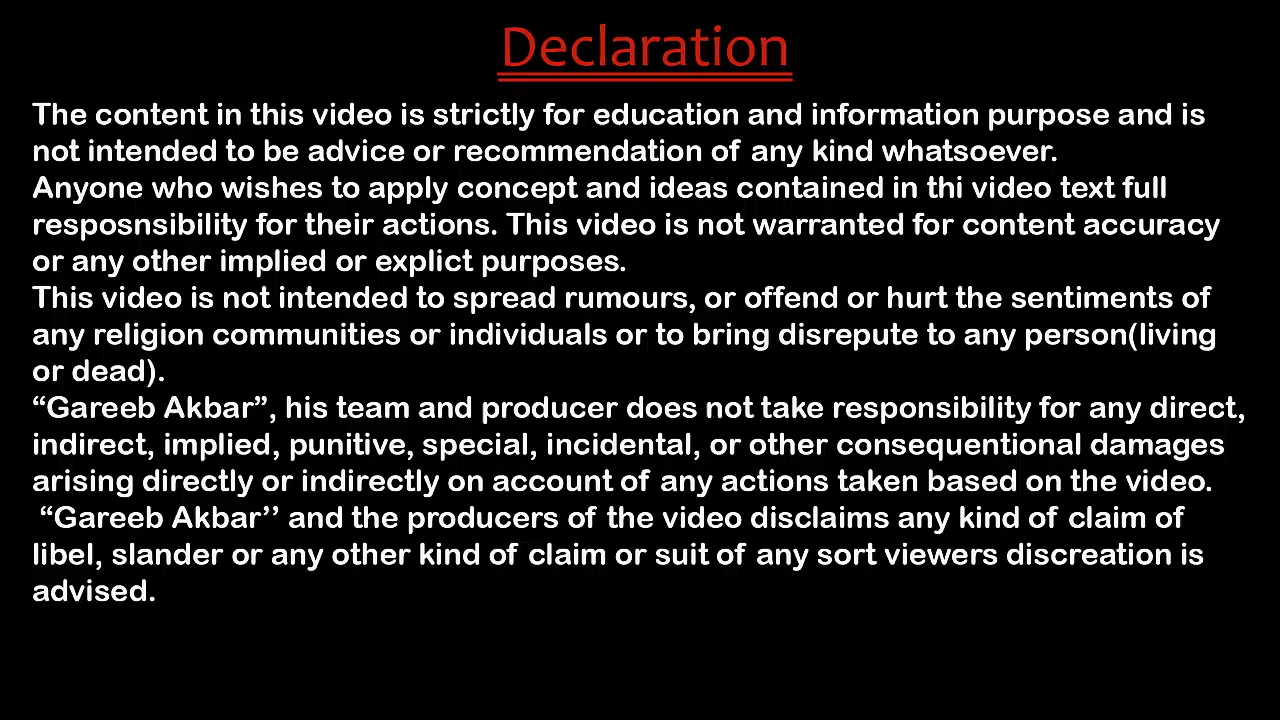 Declaration
The content in this video is strictly for education and information purpose and is
not intended to be advice or recommendation of any kind whatsoever.
Anyone who wishes to apply concept and ideas contained in thi video text full
resposnsibility for their actions. This video is not warranted for content accuracy
or any other implied or explict purposes.
This video is not intended to spread rumours, or offend or hurt the sentiments of
any religion communities or individuals or to bring disrepute to any person(living
or dead).
“Gareeb Akbar”, his team and producer does not take responsibility for any direct,
indirect, implied, punitive, special, incidental, or other consequentional damages
arising directly or indirectly on account of any actions taken based on the video.
“Gareeb Akbar’’ and the producers of the video disclaims any kind of claim of
libel, slander or any other kind of claim or suit of any sort viewers discreation is
advised.